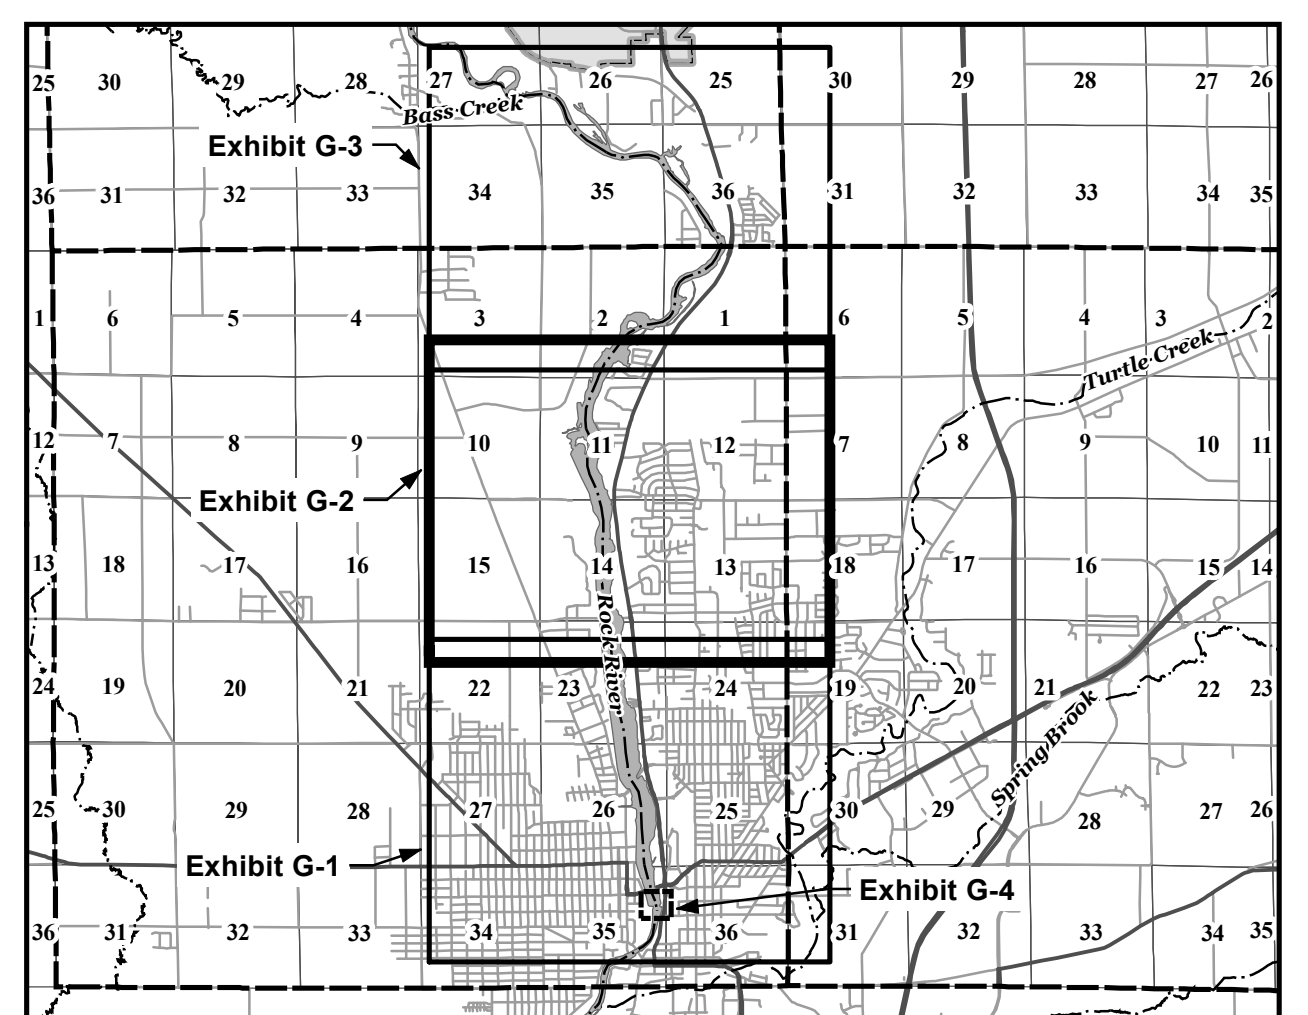 25 30 29 28 27 26 25 30 29 28 27 26
Bass Creek
Exhibit G-3
36 31 32 33 34 35 36 31 32 33 34 35
1 6 5 4 3 2 1 6 5 4 3 2
Turtle Creek
12 7 8 9 10 11 12 7 8 9 10 11
Exhibit G-2
13 18 17 16 15 14 13 18 17 16 15 14
Rock River
24 19 20 21 22 23 24 19 20 21 22 23
Spring Brook
25 30 29 28 27 26 25 30 29 28 27 26
Exhibit G-1
Exhibit G-4
36 31 32 33 34 35 36 31 32 33 34 35